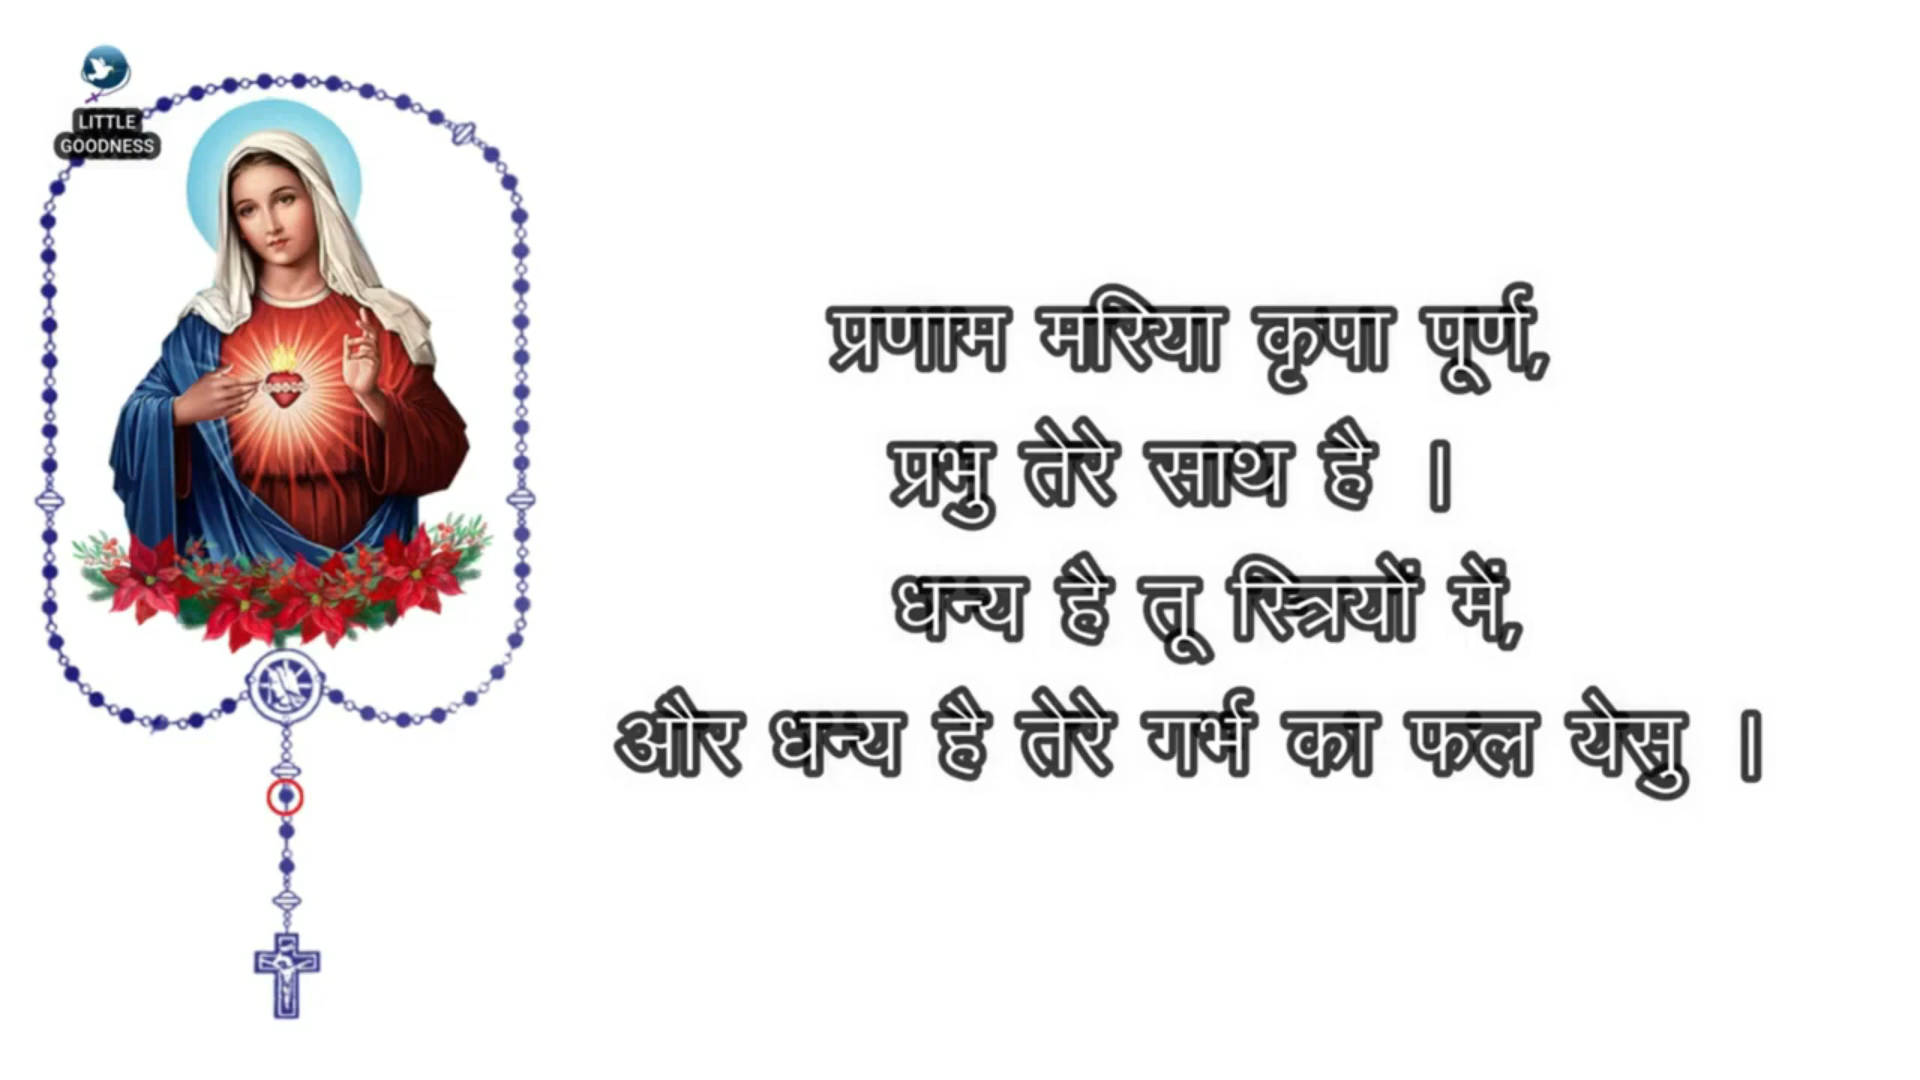 LITTLE
GOODNESS
प्रणाम मरिया कृपा पूर्ण,
प्रभु तेरे साथ है ।
धन्य है तू स्त्रियों में,
और धन्य है तेरे गर्भ का फल येसु ।